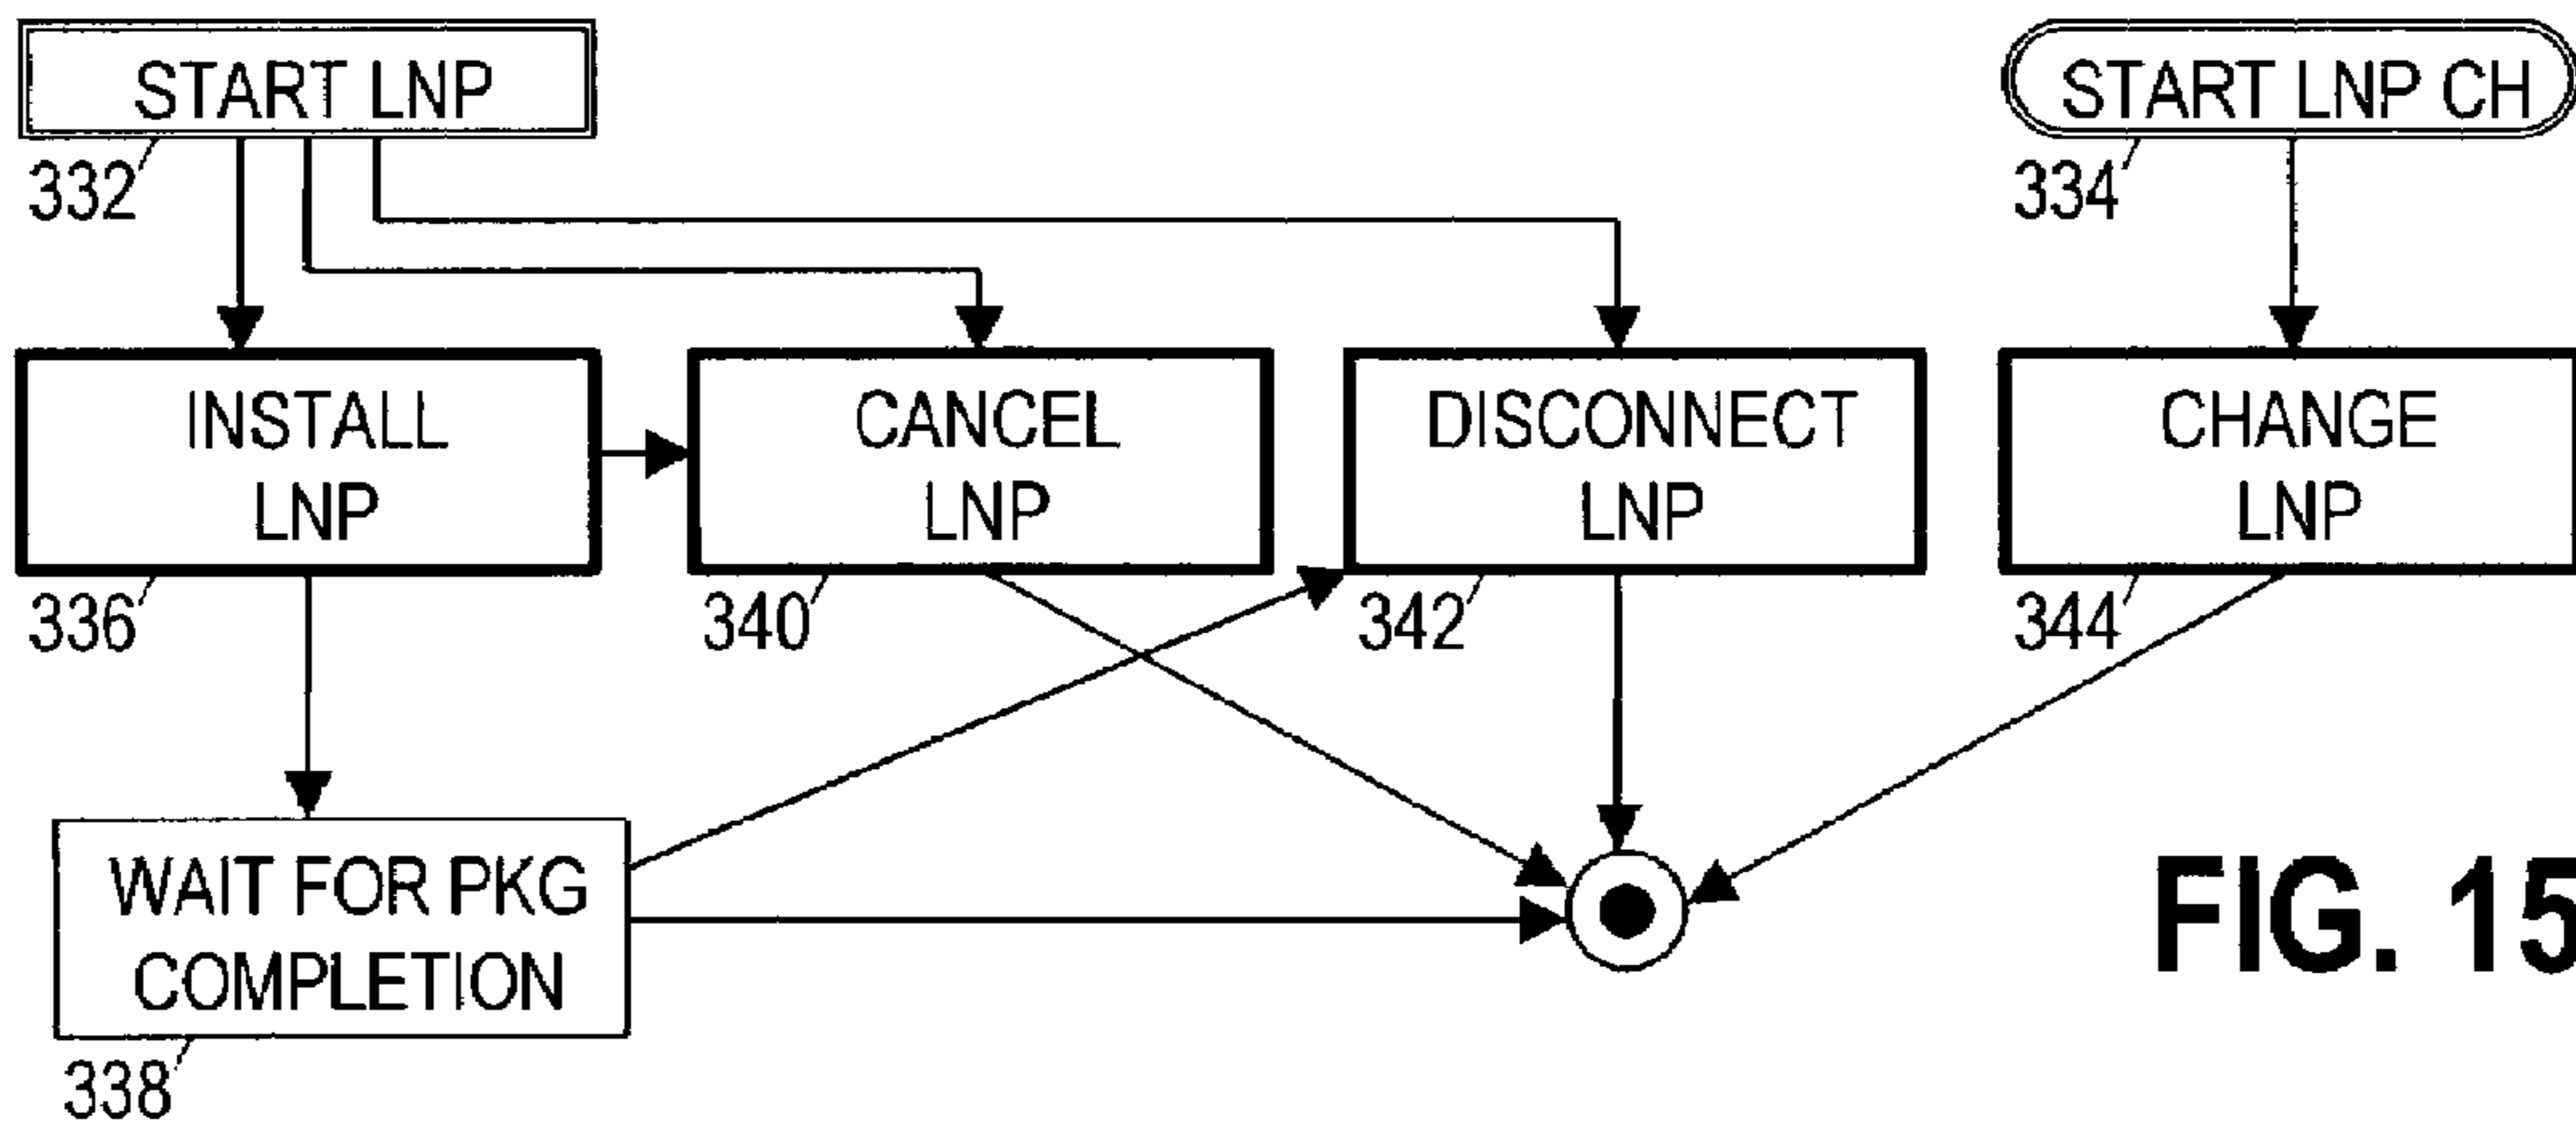 START LNP
START LNP CH
332
334
INSTALL
LNP
CANCEL
LNP
DISCONNECT
LNP
CHANGE
LNP
336
340
342
344
WAIT FOR PKG
COMPLETION
338
FIG. 15